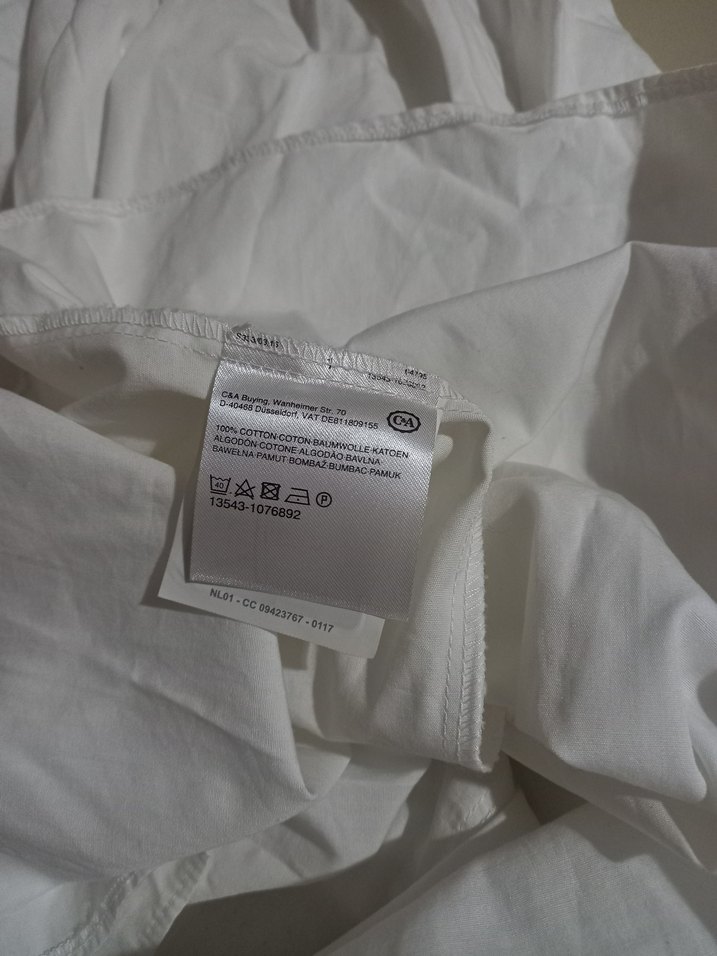 C&A Buying, Wanheimer Str. 70
D-40468 Düsseldorf, VAT DE811809155
C&A
100% COTTON·COTON·BAUMWOLLE·KATOEN
ALGODÓN·COTONE·ALGODÃO·BAVLNA·
BAWEŁNA·PAMUT·BOMBAŽ·BUMBAC·PAMUK
40 P
13543-1076892
NL01 - CC 09423767 - 0117